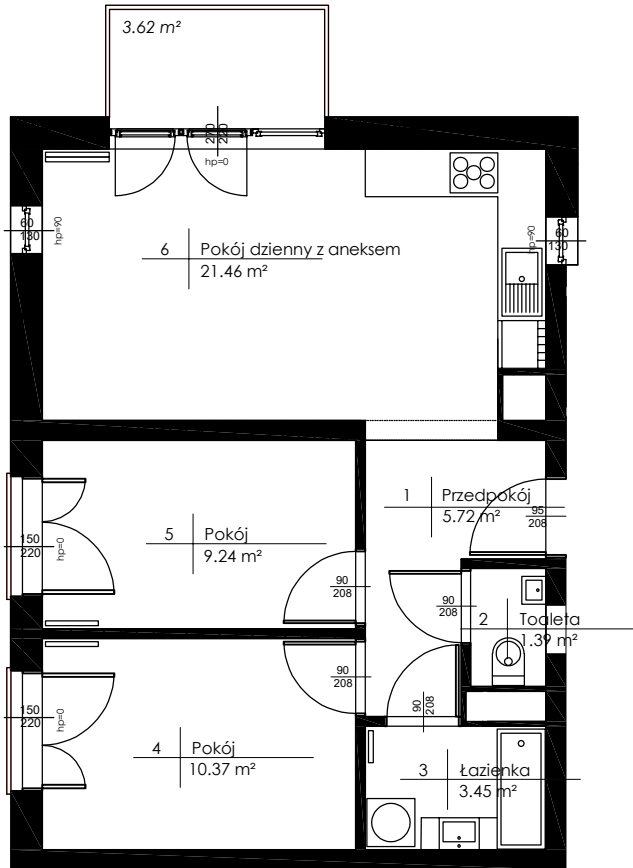 3.62 m²
270
220
hp=0
60
130
hp=90
6 Pokój dzienny z aneksem
21.46 m²
hp=90
60
130
1 Przedpokój
5.72 m²
95
208
150
220
hp=0
5 Pokój
9.24 m²
90
208
90
208
2 Toaleta
1.39 m²
90
208
150
220
hp=0
4 Pokój
10.37 m²
90
208
3 Łazienka
3.45 m²